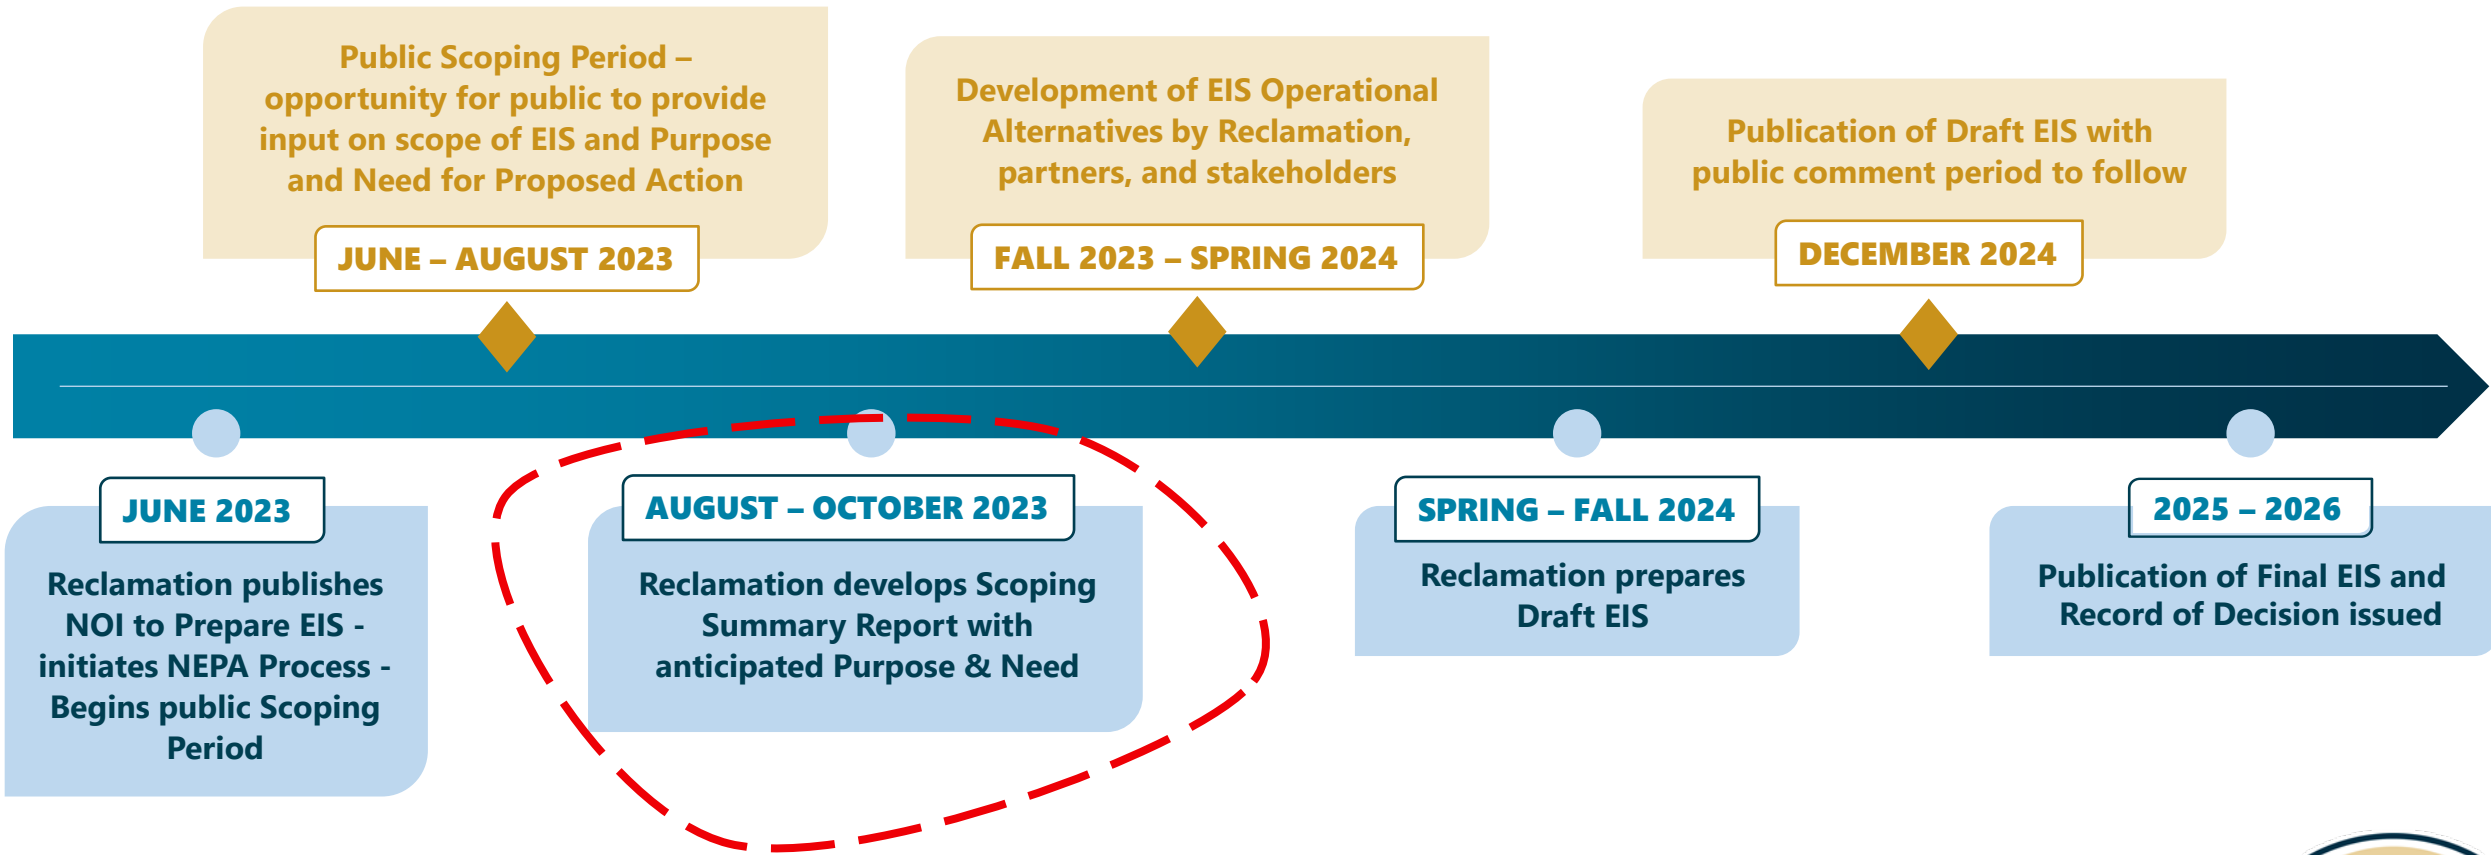 Public Scoping Period –
opportunity for public to provide
input on scope of EIS and Purpose
and Need for Proposed Action
JUNE – AUGUST 2023
Development of EIS Operational
Alternatives by Reclamation,
partners, and stakeholders
FALL 2023 – SPRING 2024
Publication of Draft EIS with
public comment period to follow
DECEMBER 2024
JUNE 2023
Reclamation publishes
NOI to Prepare EIS -
initiates NEPA Process -
Begins public Scoping
Period
AUGUST – OCTOBER 2023
Reclamation develops Scoping
Summary Report with
anticipated Purpose & Need
SPRING – FALL 2024
Reclamation prepares
Draft EIS
2025 – 2026
Publication of Final EIS and
Record of Decision issued